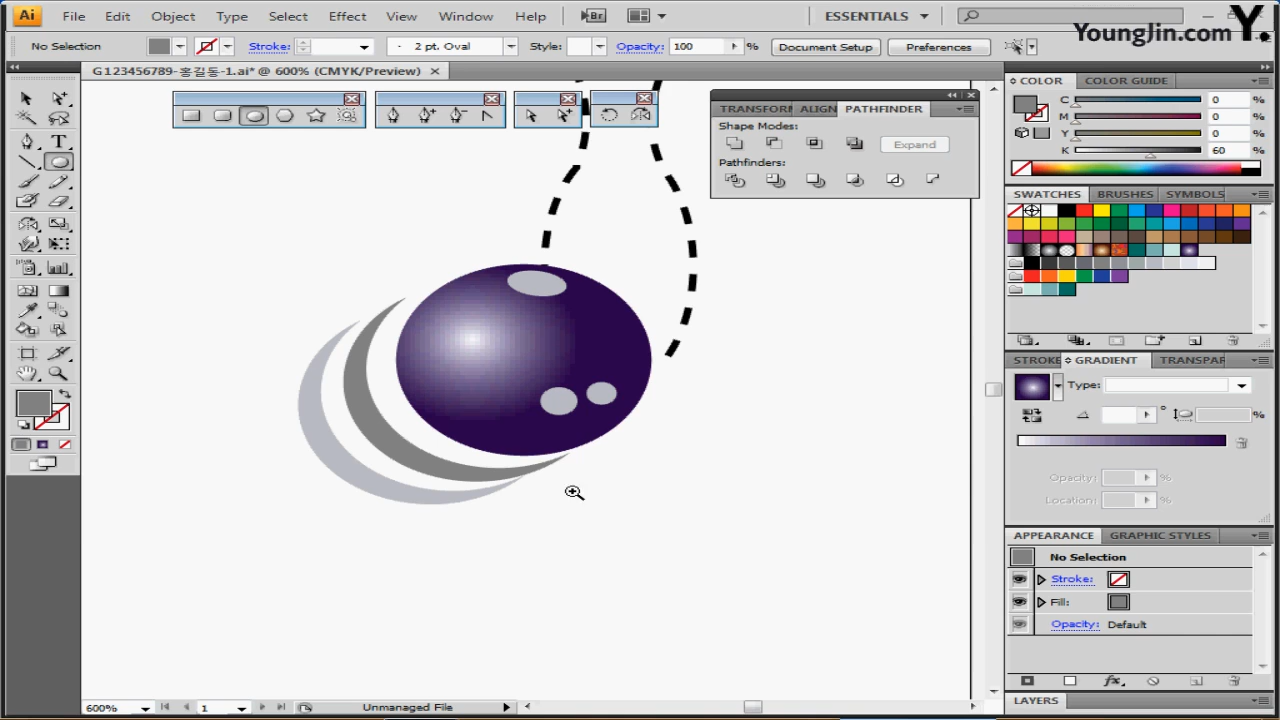 Ai File Edit Object Type Select Effect View Window Help Br ESSENTIALS
YoungJin.com Y.
No Selection Stroke: 2 pt. Oval Style: Opacity: 100 % Document Setup Preferences
G123456789-홍길동-1.ai* @ 600% (CMYK/Preview)
COLOR COLOR GUIDE
C 0 %
M 0 %
Y 0 %
K 60 %
TRANSFORM ALIGN PATHFINDER
Shape Modes:
Expand
Pathfinders:
SWATCHES BRUSHES SYMBOLS
STROKE GRADIENT TRANSPAR
Type:
° %
Opacity: %
Location: %
APPEARANCE GRAPHIC STYLES
No Selection
Stroke:
Fill:
Opacity: Default
LAYERS
600% 1 Unmanaged File